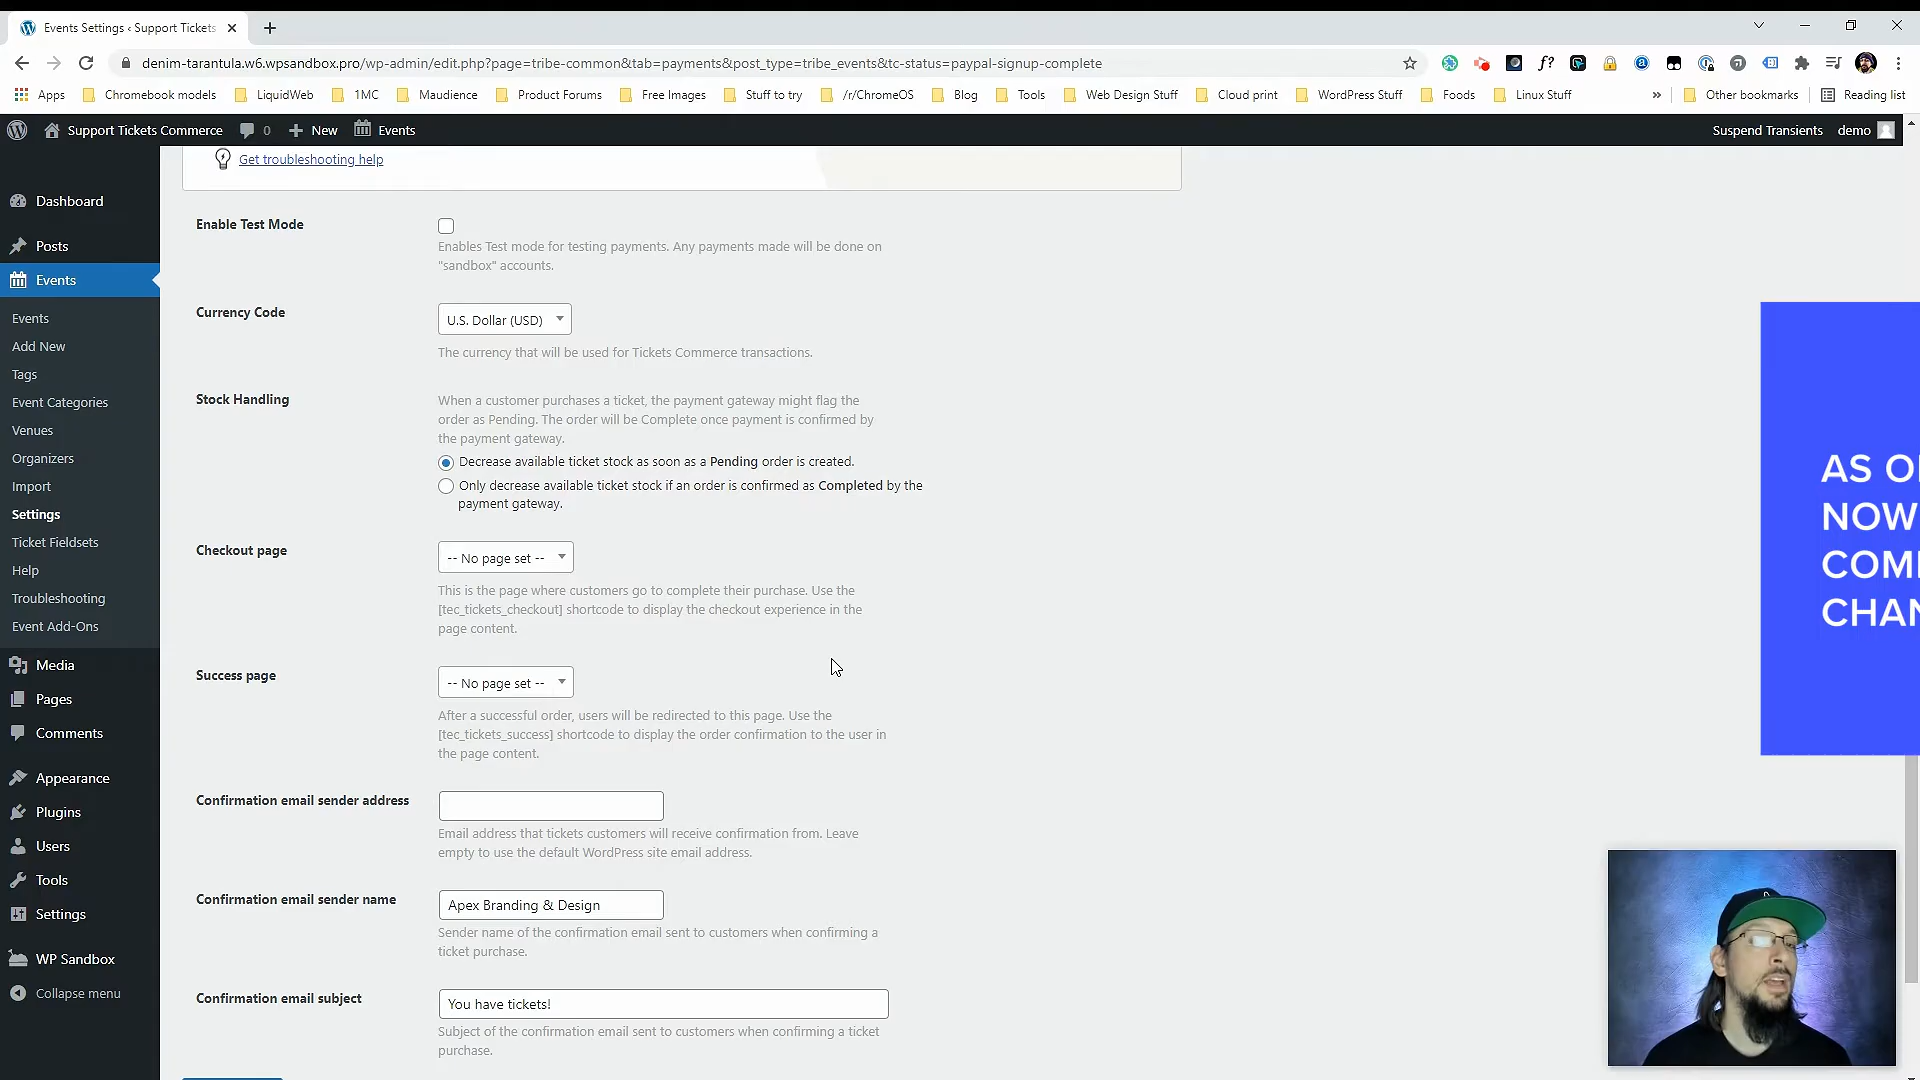 Events Settings ‹ Support Tickets
denim-tarantula.w6.wpsandbox.pro/wp-admin/edit.php?page=tribe-common&tab=payments&post_type=tribe_events&tc-status=paypal-signup-complete
Apps
Chromebook models
LiquidWeb
1MC
Maudience
Product Forums
Free Images
Stuff to try
/r/ChromeOS
Blog
Tools
Web Design Stuff
Cloud print
WordPress Stuff
Foods
Linux Stuff
»
Other bookmarks
Reading list
Support Tickets Commerce
0
New
Events
Suspend Transients
demo
Dashboard
Posts
Events
Events
Add New
Tags
Event Categories
Venues
Organizers
Import
Settings
Ticket Fieldsets
Help
Troubleshooting
Event Add-Ons
Media
Pages
Comments
Appearance
Plugins
Users
Tools
Settings
WP Sandbox
Collapse menu
Get troubleshooting help
Enable Test Mode
Enables Test mode for testing payments. Any payments made will be done on
"sandbox" accounts.
Currency Code
U.S. Dollar (USD)
The currency that will be used for Tickets Commerce transactions.
Stock Handling
When a customer purchases a ticket, the payment gateway might flag the
order as Pending. The order will be Complete once payment is confirmed by
the payment gateway.
Decrease available ticket stock as soon as a Pending order is created.
Only decrease available ticket stock if an order is confirmed as Completed by the
payment gateway.
Checkout page
-- No page set --
This is the page where customers go to complete their purchase. Use the
[tec_tickets_checkout] shortcode to display the checkout experience in the
page content.
Success page
-- No page set --
After a successful order, users will be redirected to this page. Use the
[tec_tickets_success] shortcode to display the order confirmation to the user in
the page content.
Confirmation email sender address
Email address that tickets customers will receive confirmation from. Leave
empty to use the default WordPress site email address.
Confirmation email sender name
Apex Branding & Design
Sender name of the confirmation email sent to customers when confirming a
ticket purchase.
Confirmation email subject
You have tickets!
Subject of the confirmation email sent to customers when confirming a ticket
purchase.
AS O
NOW
COM
CHAN